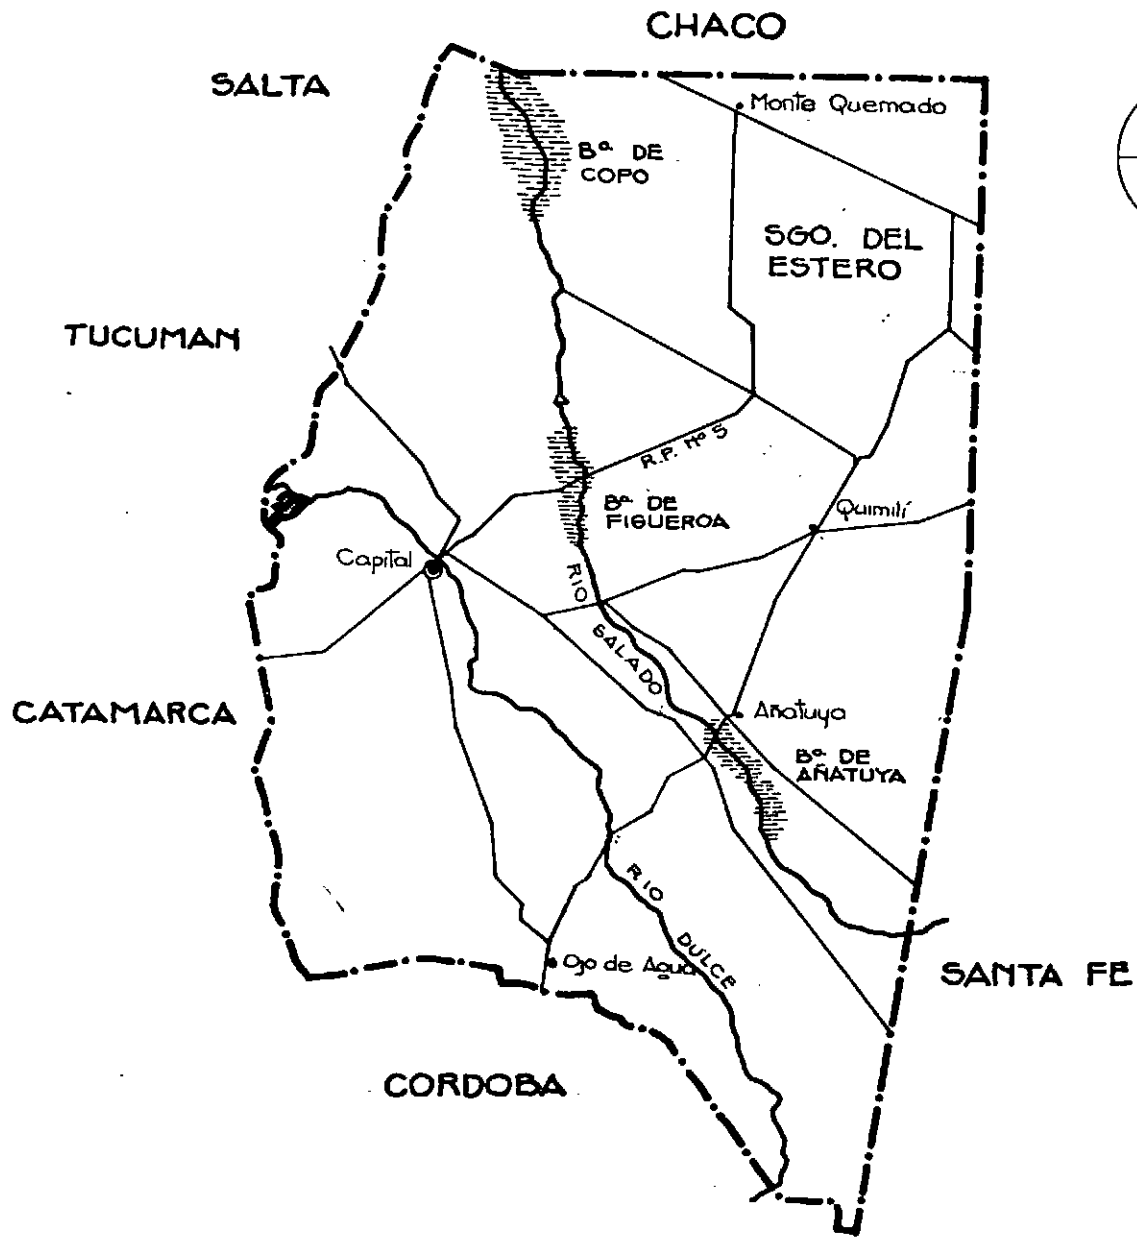 CHACO
SALTA
Monte Quemado
Bª DE
COPO
SGO. DEL
ESTERO
TUCUMAN
R.P. Nº 5
Bª DE
FIGUEROA
Quimilí
Capital
RIO
SALADO
CATAMARCA
Añatuya
Bª DE
AÑATUYA
RIO
DULCE
Ojo de Agua
SANTA FE
CORDOBA